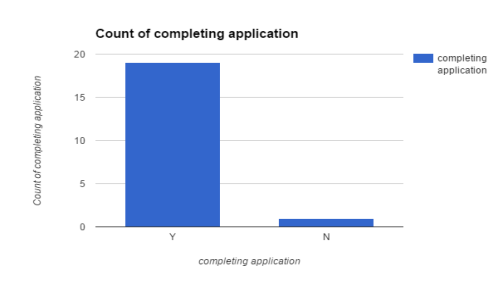 Count of completing application
20
15
10
5
0
Count of completing application
Y
N
completing application
completing
application